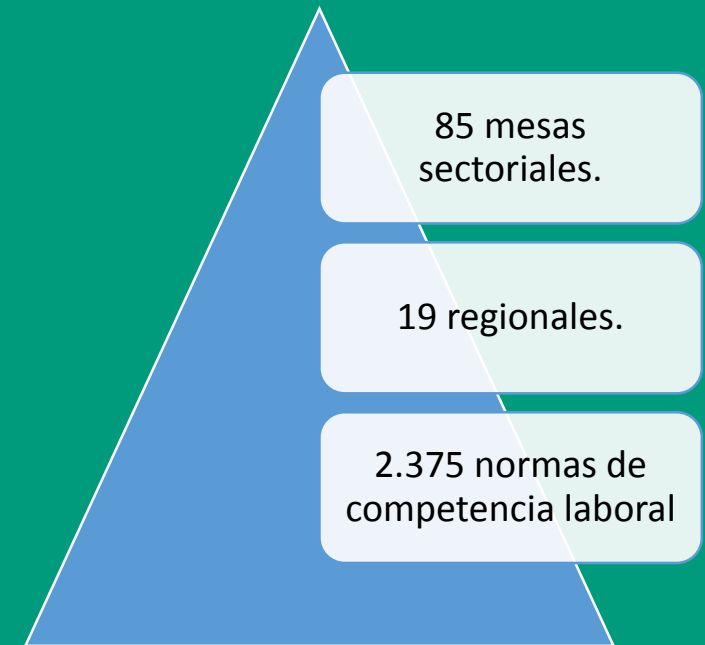 85 mesas
sectoriales.
19 regionales.
2.375 normas de
competencia laboral